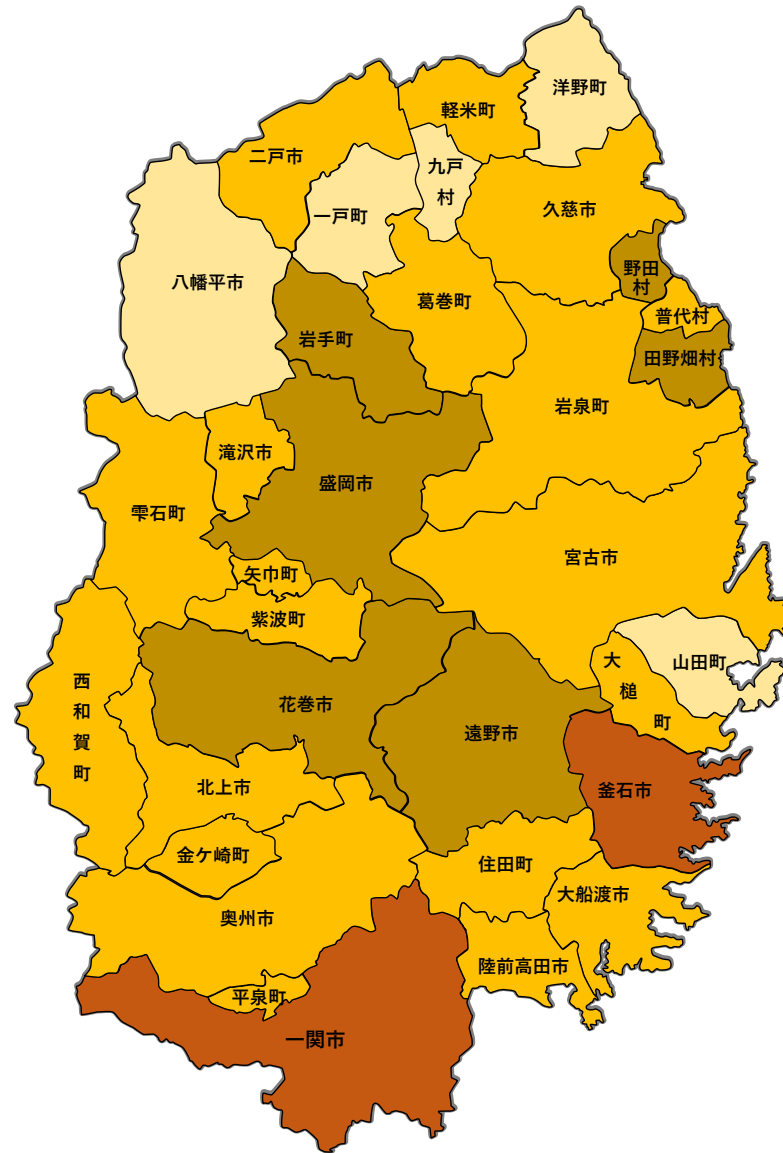 洋野町
軽米町
二戸市
九戸
村
一戸町
久慈市
八幡平市
野田
村
葛巻町
普代村
岩手町
田野畑村
岩泉町
滝沢市
盛岡市
雫石町
宮古市
矢巾町
紫波町
山田町
大
槌
町
西
和
賀
町
花巻市
遠野市
北上市
釜石市
金ケ崎町
住田町
大船渡市
奥州市
陸前高田市
平泉町
一関市